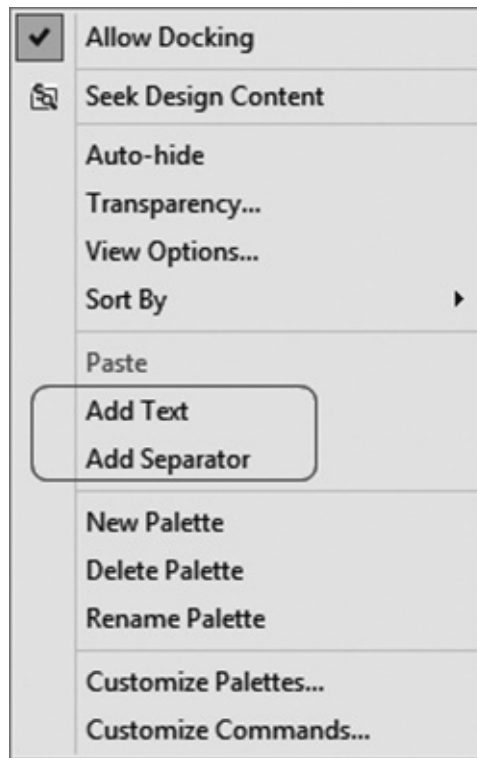 Allow Docking
Seek Design Content
Auto-hide
Transparency...
View Options...
Sort By
Paste
Add Text
Add Separator
New Palette
Delete Palette
Rename Palette
Customize Palettes...
Customize Commands...